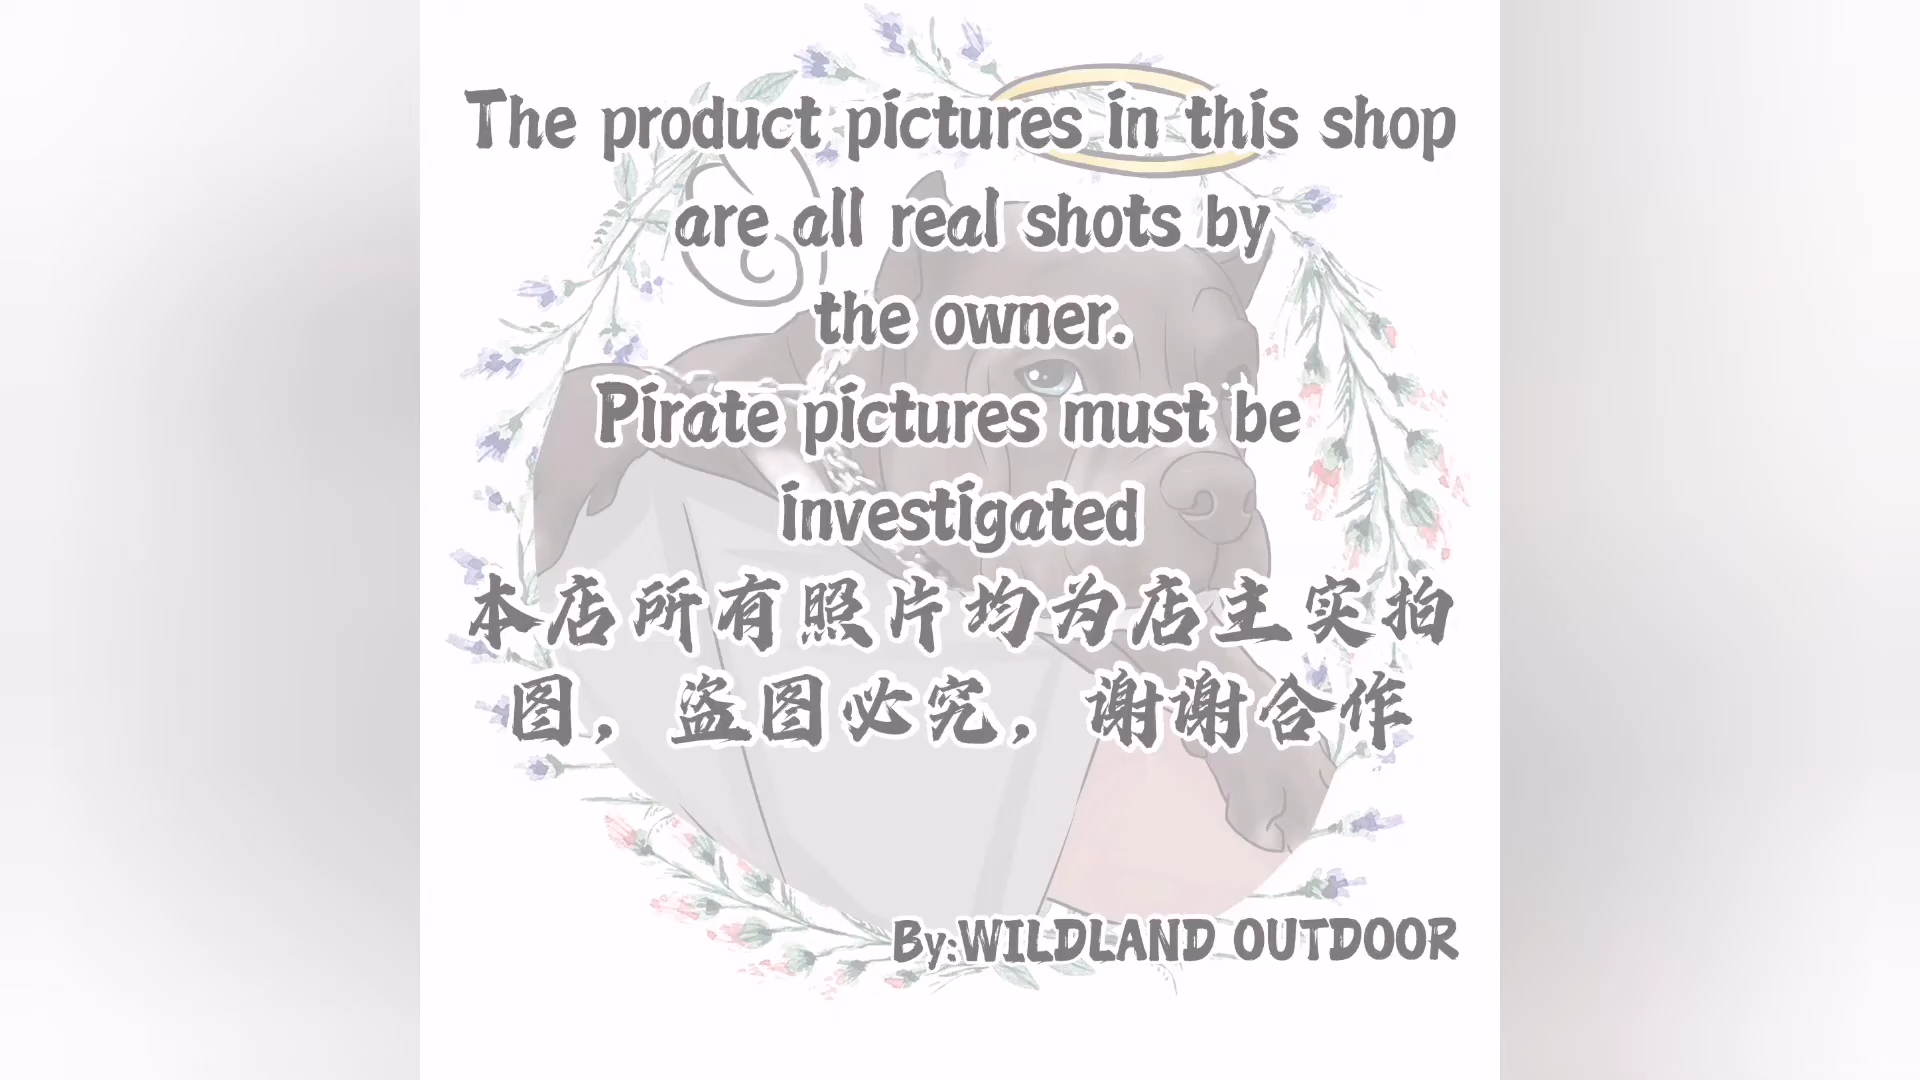 The product pictures in this shop
are all real shots by
the owner.
Pirate pictures must be
investigated
本店所有照片均为店主实拍
图，盗图必究，谢谢合作
By:WILDLAND OUTDOOR